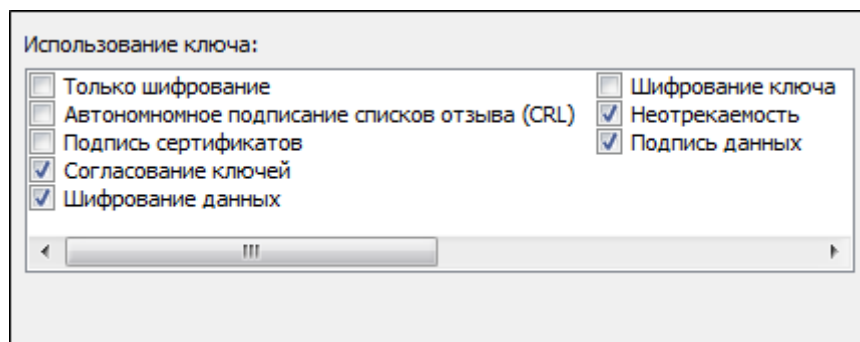 Использование ключа:
Только шифрование
Автономномное подписание списков отзыва (CRL)
Подпись сертификатов
Согласование ключей
Шифрование данных
Шифрование ключа
Неотрекаемость
Подпись данных